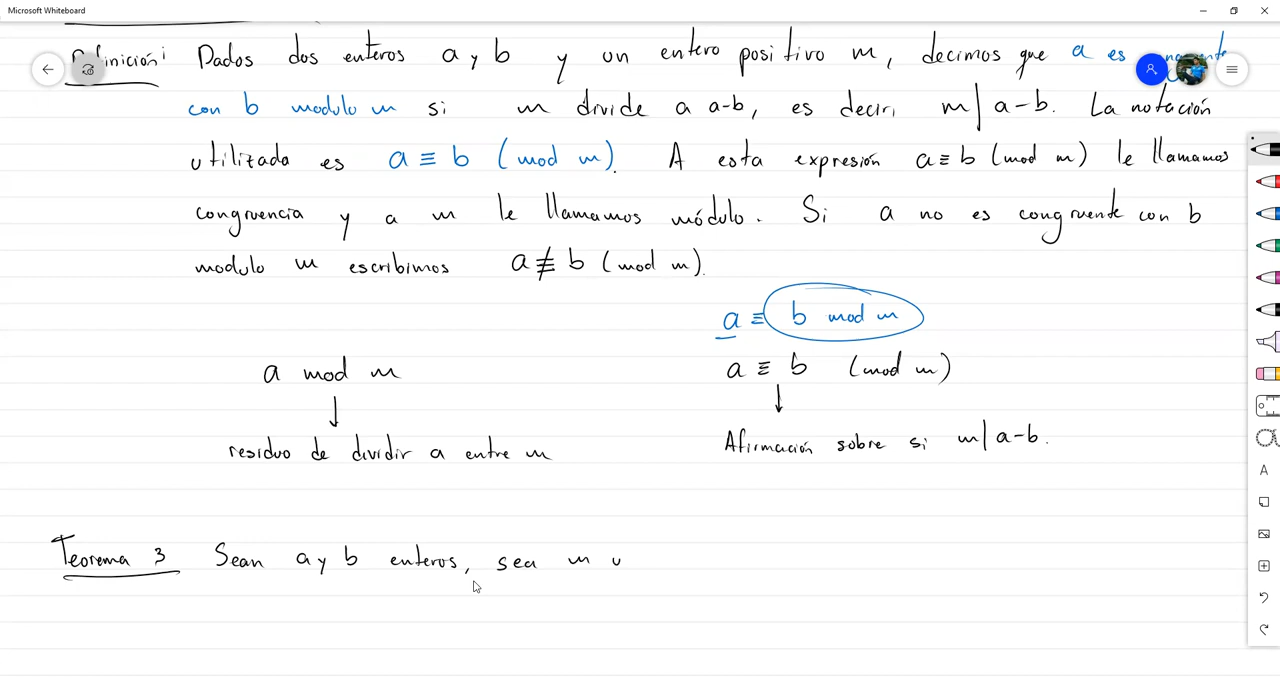 Microsoft Whiteboard
Definición: Dados dos enteros a y b y un entero positivo m, decimos que a es
con b modulo m si m divide a a-b, es decir, m | a-b. La notación
utilizada es a ≡ b (mod m). A esta expresión a ≡ b (mod m) le llamamos
congruencia y a m le llamamos módulo. Si a no es congruente con b
modulo m escribimos a ≢ b (mod m).
a ≡ b mod m
a mod m
a ≡ b (mod m)
residuo de dividir a entre m
Afirmación sobre si m | a-b.
Teorema 3 Sean a y b enteros, sea m u
A